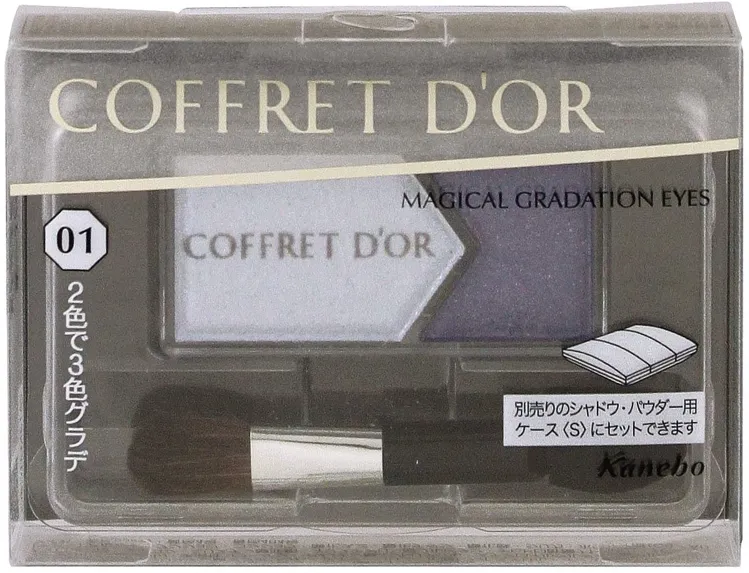 COFFRET D'OR
MAGICAL GRADATION EYES
COFFRET D'OR
01
2色で3色グラデ
別売りのシャドウ・パウダー用
ケース〈S〉にセットできます
Kanebo